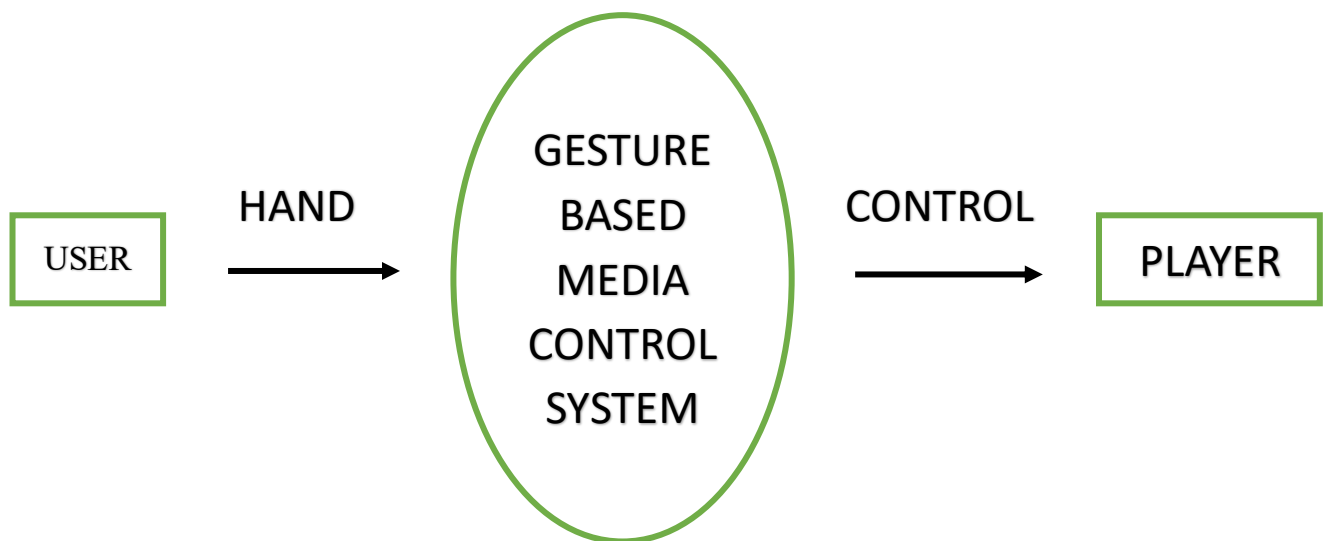 USER
HAND
GESTURE
BASED
MEDIA
CONTROL
SYSTEM
CONTROL
PLAYER